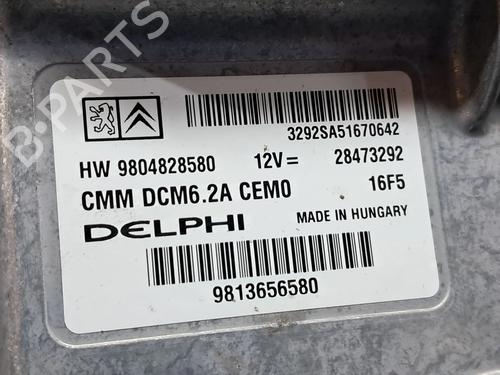 3292SA51670642
HW 9804828580 12V= 28473292
CMM DCM6.2A CEM0 16F5
DELPHI MADE IN HUNGARY
9813656580
B-PARTS